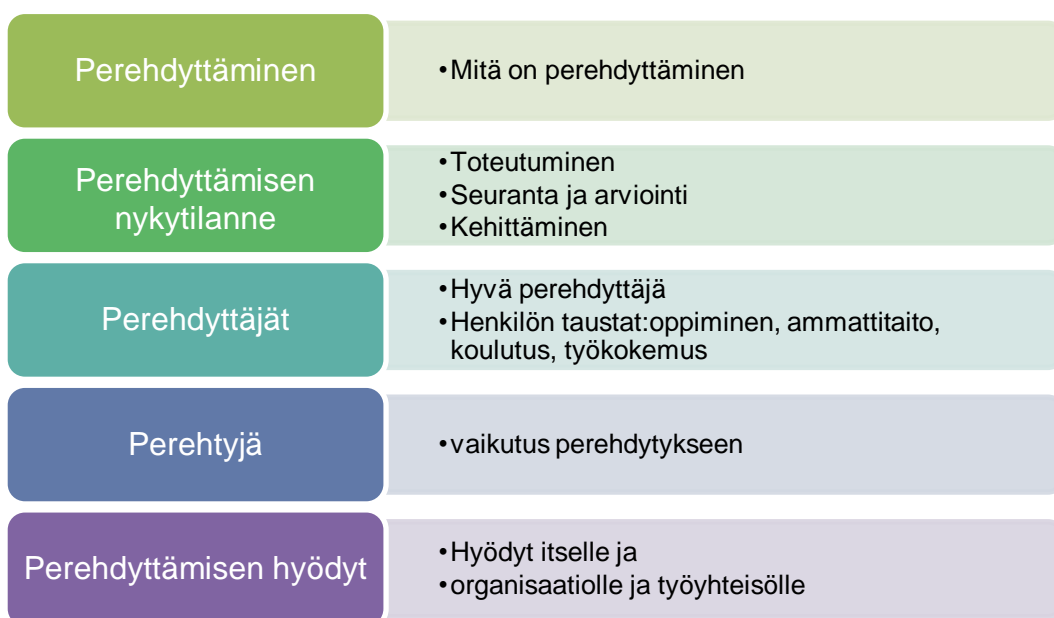 Perehdyttäminen
•Mitä on perehdyttäminen
Perehdyttämisen
nykytilanne
•Toteutuminen
•Seuranta ja arviointi
•Kehittäminen
Perehdyttäjät
•Hyvä perehdyttäjä
•Henkilön taustat:oppiminen, ammattitaito,
koulutus, työkokemus
Perehtyjä
•vaikutus perehdytykseen
Perehdyttämisen hyödyt
•Hyödyt itselle ja
•organisaatiolle ja työyhteisölle